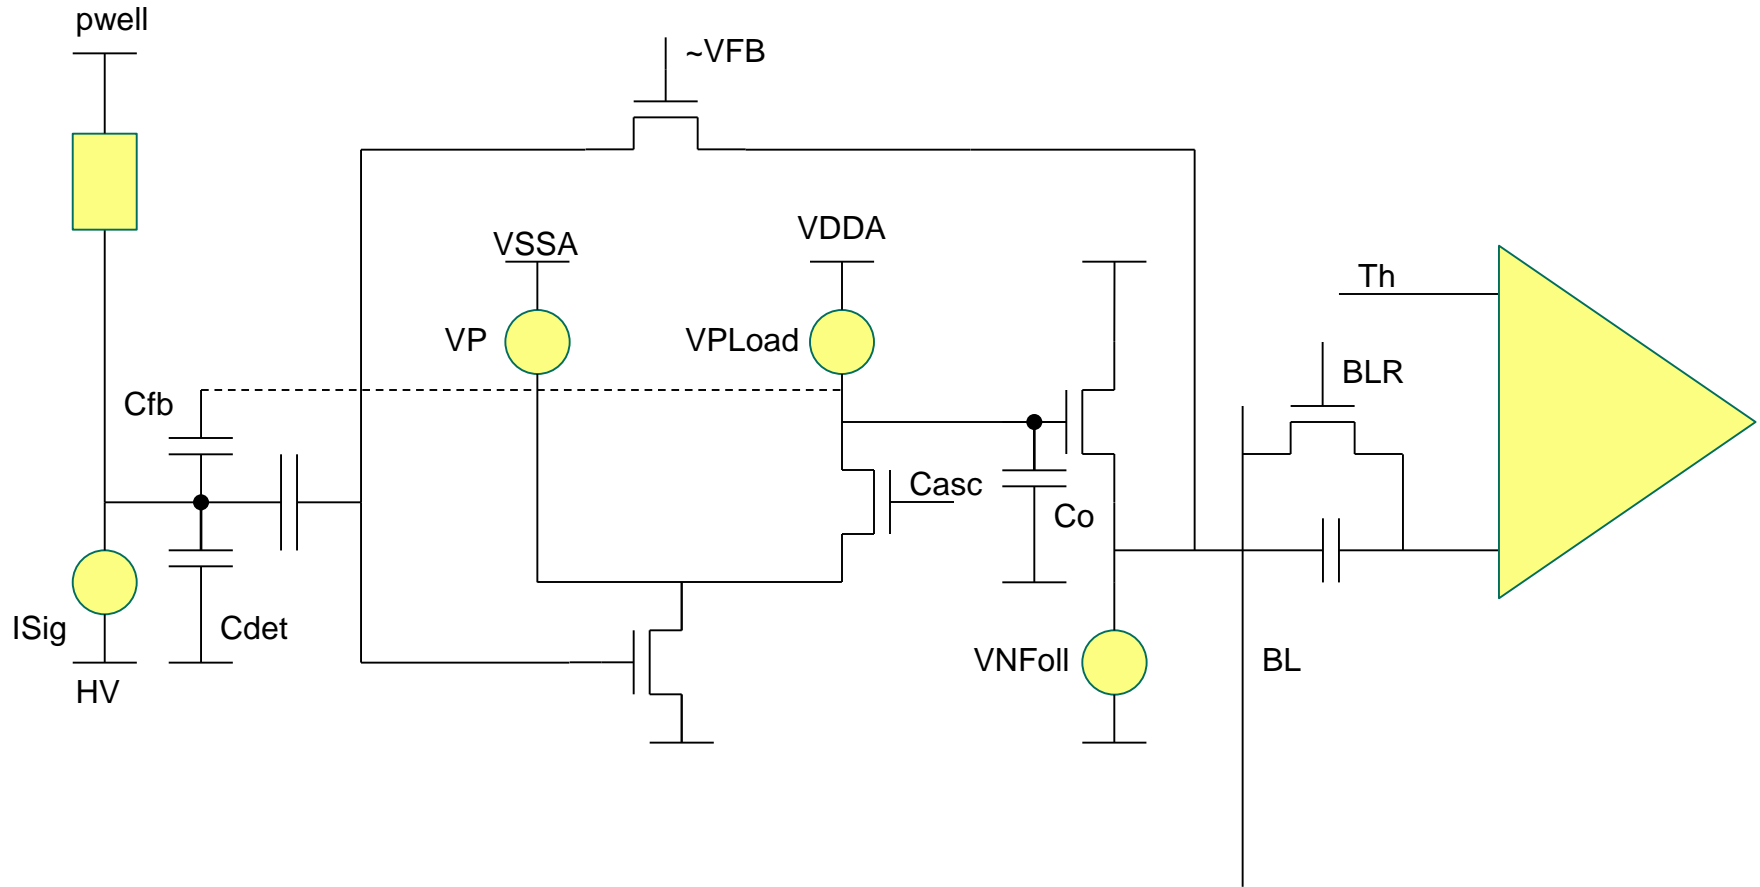 pwell
~VFB
VSSA
VDDA
Th
VP
VPLoad
BLR
Cfb
Casc
Co
ISig
Cdet
VNFoll
BL
HV